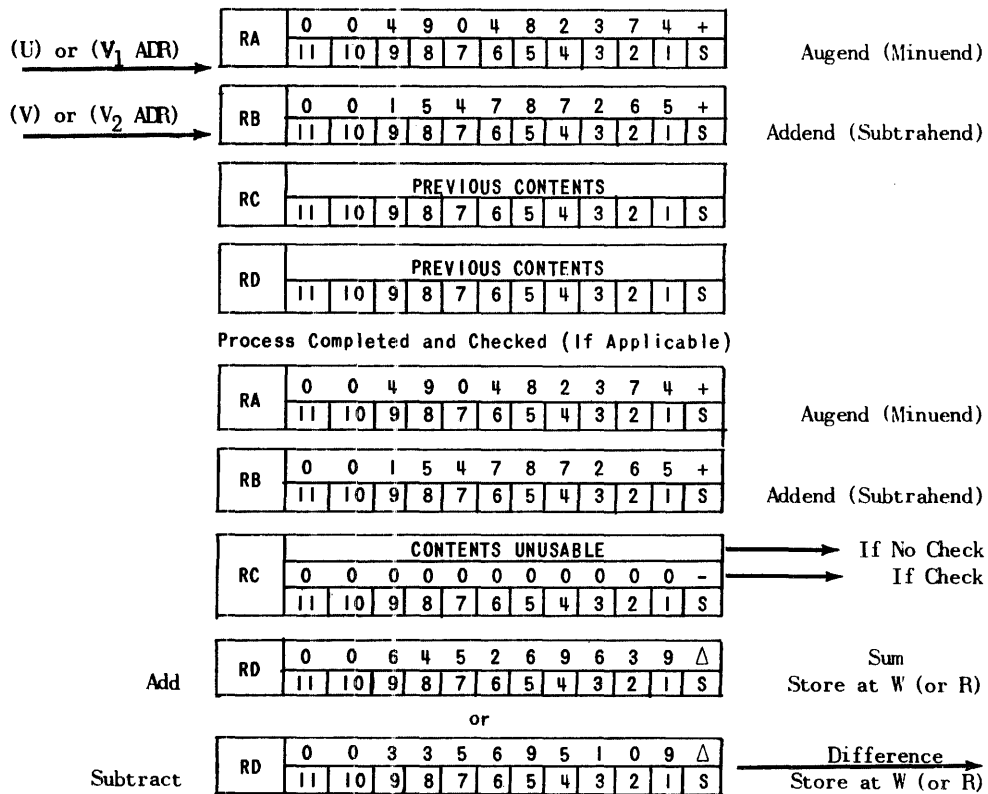 RA 0 0 4 9 0 4 8 2 3 7 4 +
(U) or (V1 ADR) 11 10 9 8 7 6 5 4 3 2 1 S Augend (Minuend)
(V) or (V2 ADR) RB 0 0 1 5 4 7 8 7 2 6 5 +
11 10 9 8 7 6 5 4 3 2 1 S Addend (Subtrahend)
RC PREVIOUS CONTENTS
11 10 9 8 7 6 5 4 3 2 1 S
RD PREVIOUS CONTENTS
11 10 9 8 7 6 5 4 3 2 1 S
Process Completed and Checked (If Applicable)
RA 0 0 4 9 0 4 8 2 3 7 4 +
11 10 9 8 7 6 5 4 3 2 1 S Augend (Minuend)
RB 0 0 1 5 4 7 8 7 2 6 5 +
11 10 9 8 7 6 5 4 3 2 1 S Addend (Subtrahend)
CONTENTS UNUSABLE If No Check
RC 0 0 0 0 0 0 0 0 0 0 0 - If Check
11 10 9 8 7 6 5 4 3 2 1 S
RD 0 0 6 4 5 2 6 9 6 3 9 Δ Sum
Add 11 10 9 8 7 6 5 4 3 2 1 S Store at W (or R)
or
RD 0 0 3 3 5 6 9 5 1 0 9 Δ Difference
Subtract 11 10 9 8 7 6 5 4 3 2 1 S Store at W (or R)